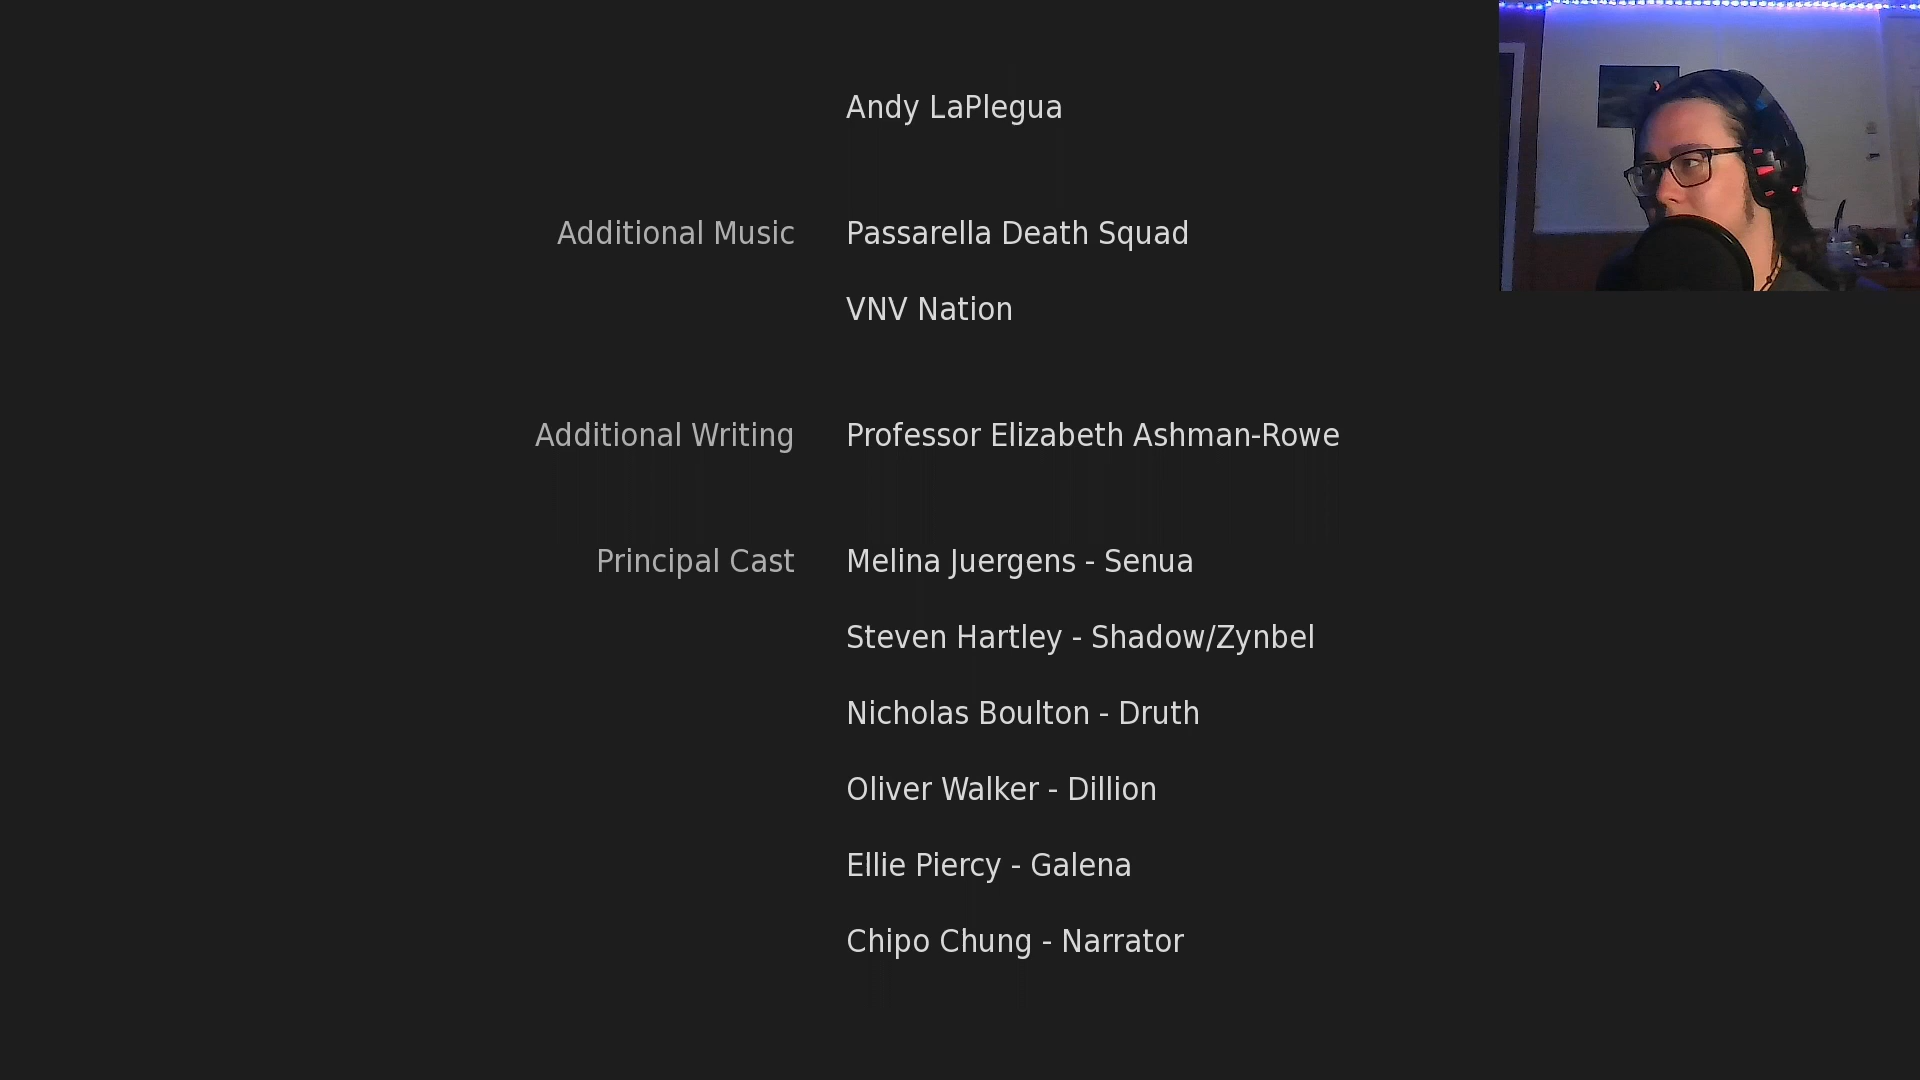 Andy LaPlegua
Additional Music Passarella Death Squad
VNV Nation
Additional Writing Professor Elizabeth Ashman-Rowe
Principal Cast Melina Juergens - Senua
Steven Hartley - Shadow/Zynbel
Nicholas Boulton - Druth
Oliver Walker - Dillion
Ellie Piercy - Galena
Chipo Chung - Narrator